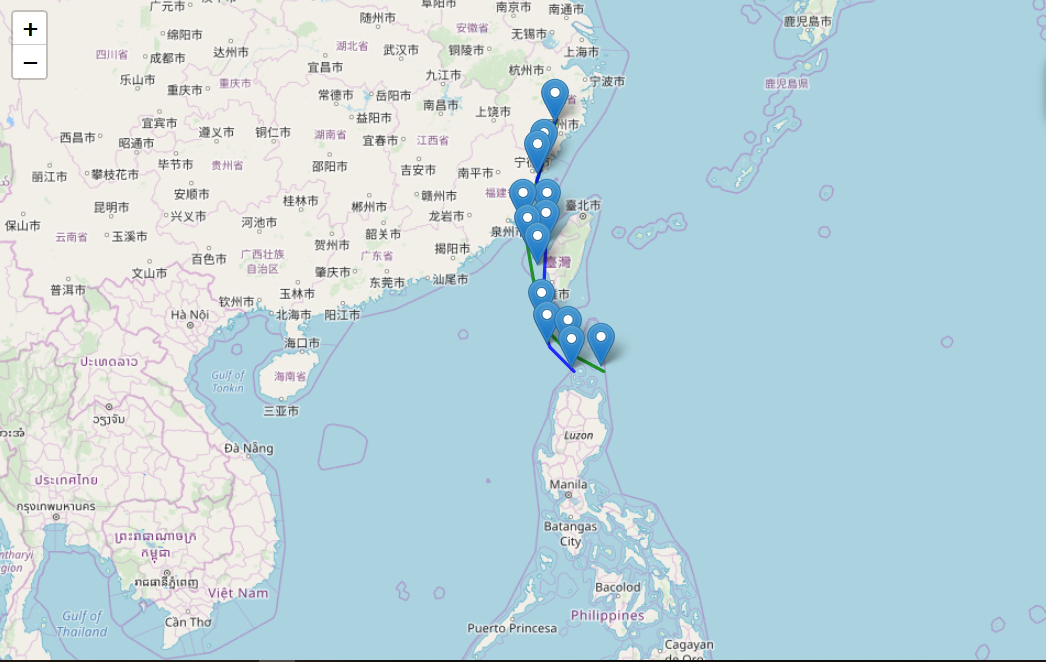 +
−
广元市
随州市
阜阳市
南京市
南通市
鹿児島市
绵阳市
安徽省
无锡市
四川省
成都市
达州市
湖北省
武汉市
铜陵市
上海市
宜昌市
杭州市
宁波市
乐山市
重庆市
重庆市
九江市
鹿児島県
常德市
岳阳市
南昌市
上饶市
省
益阳市
宜宾市
遵义市
铜仁市
湖南省
宜春市
江西省
州市
西昌市
昭通市
毕节市
贵州省
邵阳市
吉安市
南平市
宁德
丽江市
攀枝花市
安顺市
桂林市
郴州市
赣州市
福建
昆明市
兴义市
河池市
龙岩市
臺北市
保山市
云南省
玉溪市
贺州市
韶关市
泉州市
百色市
广西壮族
自治区
广东省
揭阳市
臺灣
文山市
肇庆市
东莞市
汕尾市
普洱市
玉林市
钦州市
雄市
Hà Nội
北海市
阳江市
海口市
ປະເທດລາວ
Gulf of
Tonkin
海南省
三亚市
ວຽງຈັນ
Luzon
Đà Nẵng
ประเทศไทย
Manila
กรุงเทพมหานคร
Batangas
City
ព្រះរាជាណាចក្រ
កម្ពុជា
nthariyi
gion
រាជធានីភ្នំពេញ
Bacolod
Việt Nam
Gulf of
Thailand
Cần Thơ
Philippines
Puerto Princesa
Cagayan
de Oro